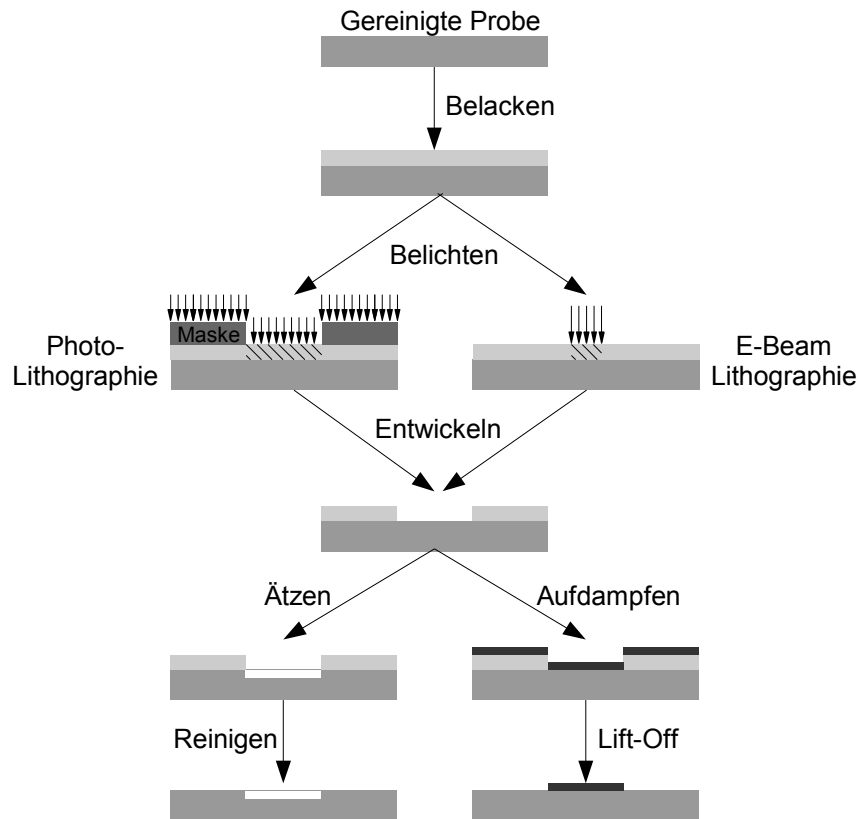 Gereinigte Probe
Belacken
Belichten
Maske
Photo-
Lithographie
E-Beam
Lithographie
Entwickeln
Ätzen
Aufdampfen
Reinigen
Lift-Off